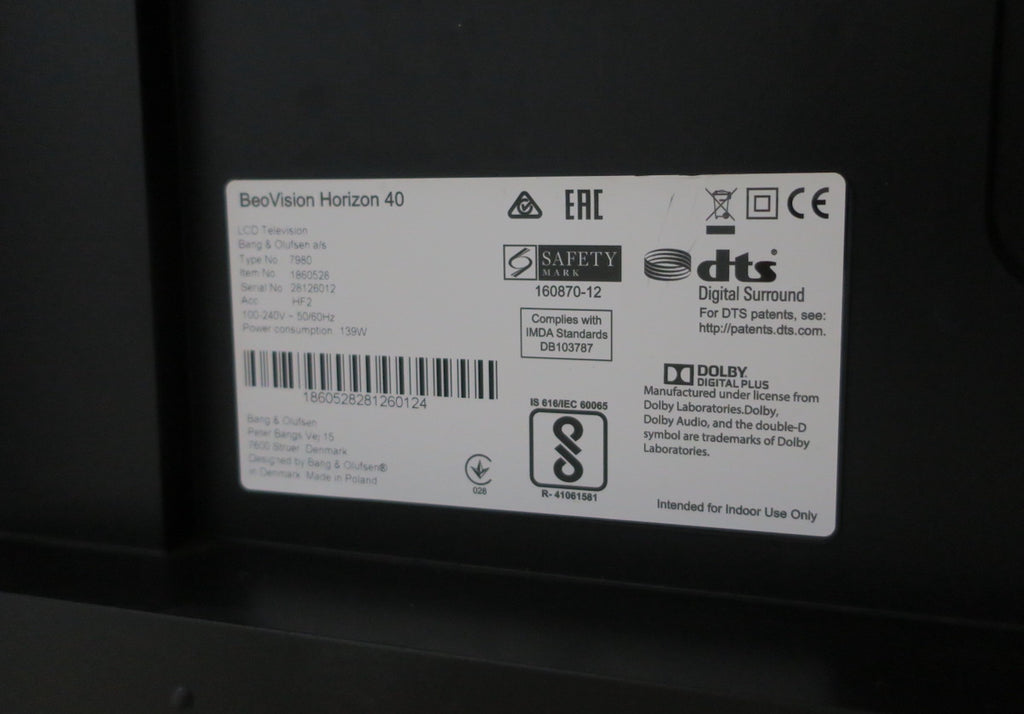 BeoVision Horizon 40
LCD Television
Bang & Olufsen a/s
Type No 7980
Item No. 1860528
Serial No 28126012
Acc HF2
100-240V ~ 50/60Hz
Power consumption 139W
1860528281260124
Bang & Olufsen
Peter Bangs Vej 15
7600 Struer Denmark
Designed by Bang & Olufsen®
in Denmark. Made in Poland
028
EAC
SAFETY
MARK
160870-12
Complies with
IMDA Standards
DB103787
IS 616/IEC 60065
R- 41061581
CE
dts
Digital Surround
For DTS patents, see:
http://patents.dts.com.
DOLBY
DIGITAL PLUS
Manufactured under license from
Dolby Laboratories.Dolby,
Dolby Audio, and the double-D
symbol are trademarks of Dolby
Laboratories.
Intended for Indoor Use Only